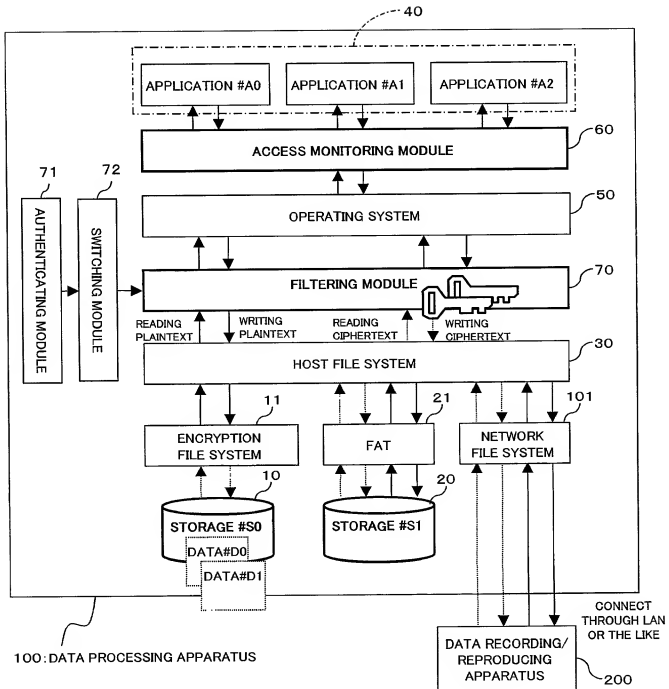 40
APPLICATION #A0
APPLICATION #A1
APPLICATION #A2
60
ACCESS MONITORING MODULE
71
72
50
OPERATING SYSTEM
AUTHENTICATING MODULE
SWITCHING MODULE
70
FILTERING MODULE
READING
PLAINTEXT
WRITING
PLAINTEXT
READING
CIPHERTEXT
WRITING
CIPHERTEXT
30
HOST FILE SYSTEM
11
21
101
ENCRYPTION
FILE SYSTEM
FAT
NETWORK
FILE SYSTEM
10
20
STORAGE #S0
STORAGE #S1
DATA#D0
DATA#D1
CONNECT
THROUGH LAN
OR THE LIKE
100:DATA PROCESSING APPARATUS
DATA RECORDING/
REPRODUCING
APPARATUS
200